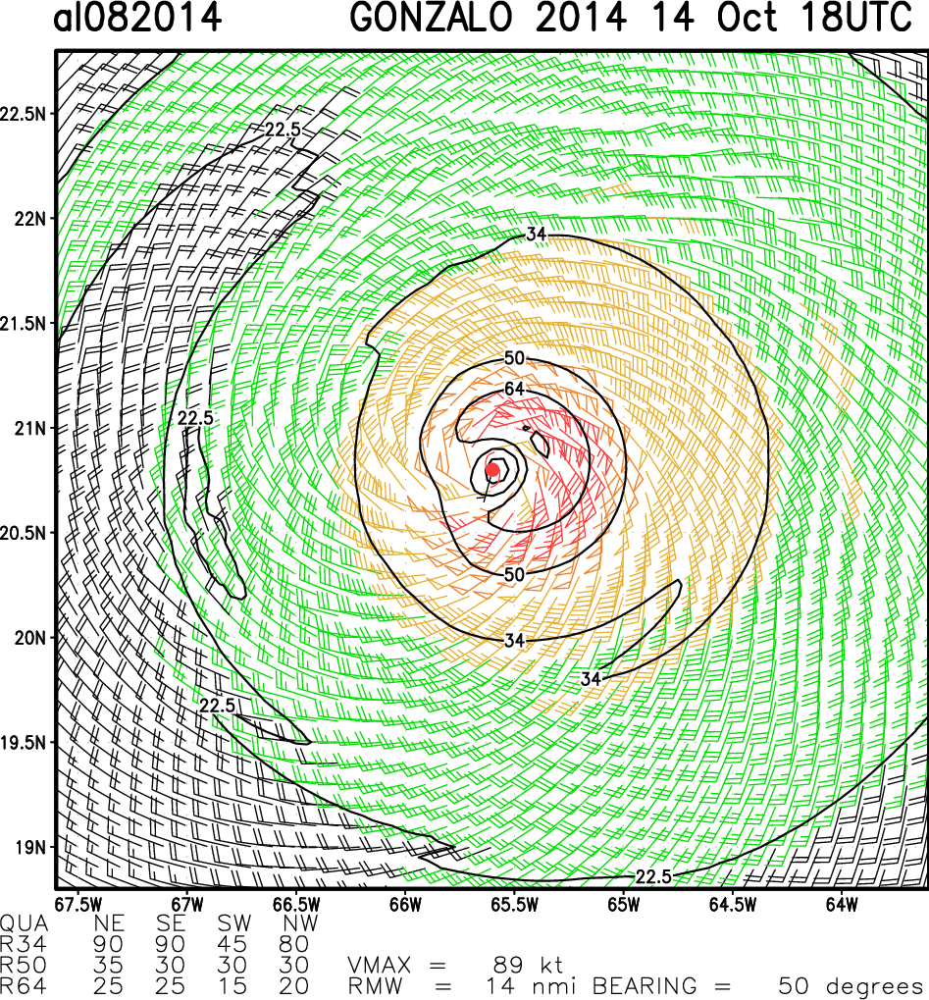 al082014 GONZALO 2014 14 Oct 18UTC
22.5N
22.5
22N
34
21.5N
50
64
22.5
21N
20.5N
50
20N
34
34
22.5
19.5N
19N
22.5
67.5W 67W 66.5W 66W 65.5W 65W 64.5W 64W
QUA NE SE SW NW
R34 90 90 45 80
R50 35 30 30 30 VMAX = 89 kt
R64 25 25 15 20 RMW = 14 nmi BEARING = 50 degrees